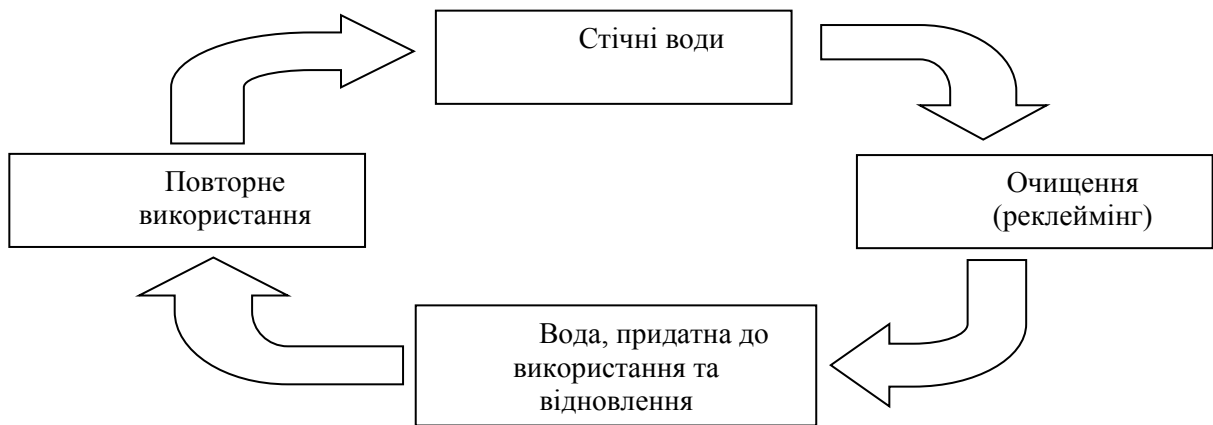 Стічні води
Повторне
використання
Очищення
(реклеймінг)
Вода, придатна до
використання та
відновлення